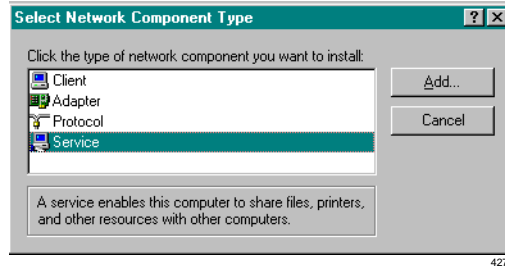 Select Network Component Type
Click the type of network component you want to install:
Client
Add...
Adapter
Protocol
Cancel
Service
A service enables this computer to share files, printers,
and other resources with other computers.
427